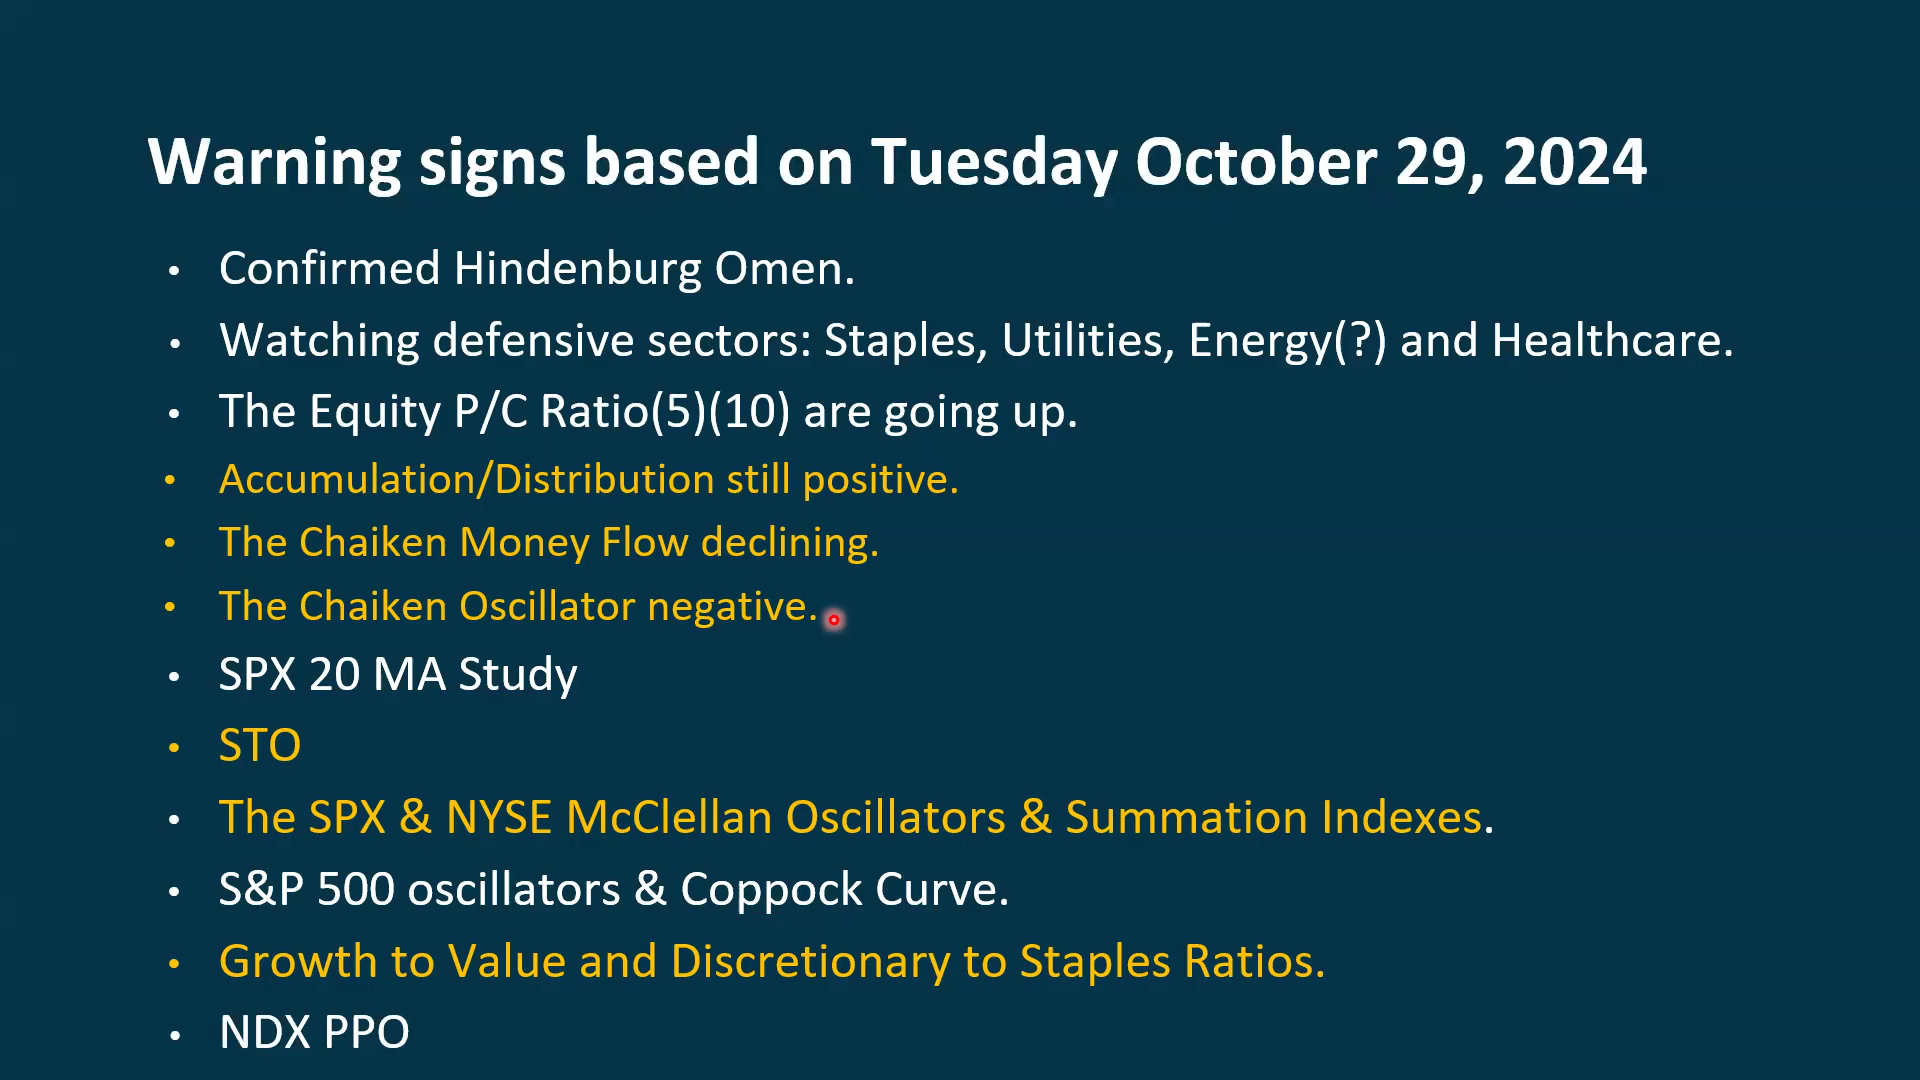 Warning signs based on Tuesday October 29, 2024
• Confirmed Hindenburg Omen.
• Watching defensive sectors: Staples, Utilities, Energy(?) and Healthcare.
• The Equity P/C Ratio(5)(10) are going up.
• Accumulation/Distribution still positive.
• The Chaiken Money Flow declining.
• The Chaiken Oscillator negative.
• SPX 20 MA Study
• STO
• The SPX & NYSE McClellan Oscillators & Summation Indexes.
• S&P 500 oscillators & Coppock Curve.
• Growth to Value and Discretionary to Staples Ratios.
• NDX PPO